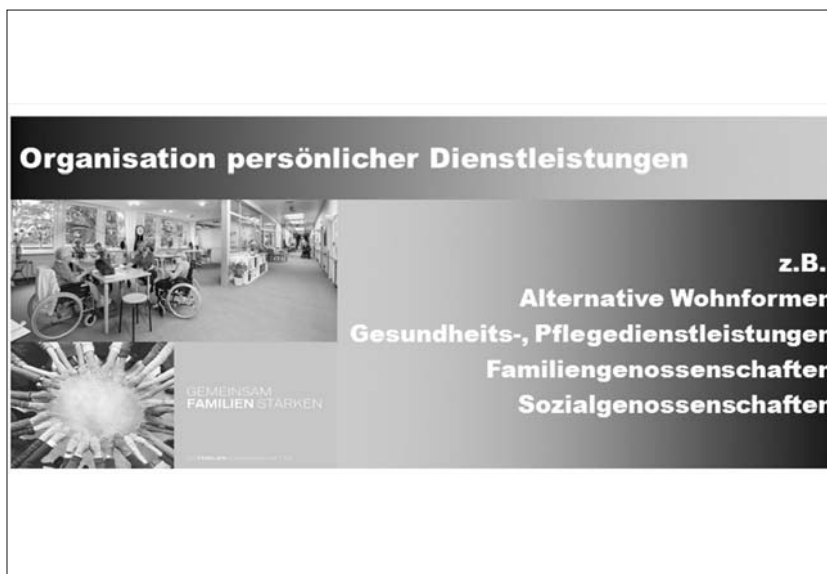 Organisation persönlicher Dienstleistungen
z.B.
Alternative Wohnformen
Gesundheits-, Pflegedienstleistungen
Familiengenossenschaften
Sozialgenossenschaften
GEMEINSAM
FAMILIEN STÄRKEN